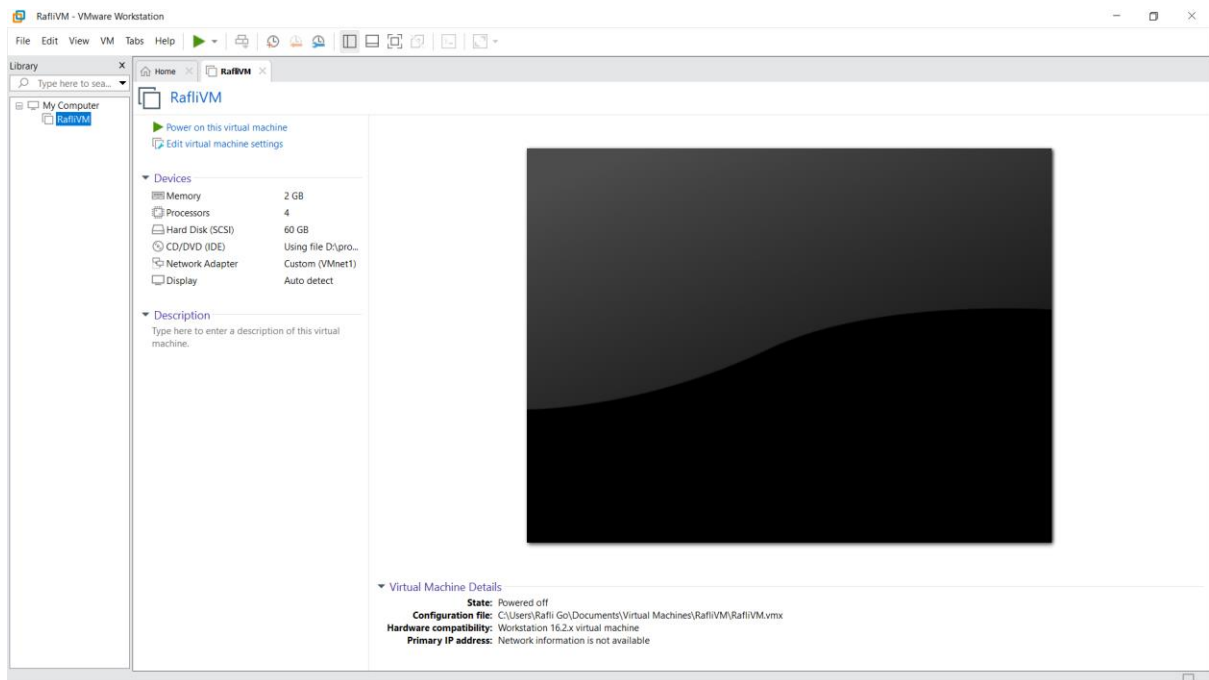 RafliVM - VMware Workstation
File Edit View VM Tabs Help
Library X
Type here to sea...
My Computer
RafliVM
Home
RafliVM
RafliVM
Power on this virtual machine
Edit virtual machine settings
Devices
Memory 2 GB
Processors 4
Hard Disk (SCSI) 60 GB
CD/DVD (IDE) Using file D:\pro...
Network Adapter Custom (VMnet1)
Display Auto detect
Description
Type here to enter a description of this virtual
machine.
Virtual Machine Details
State: Powered off
Configuration file: C:\Users\Rafli Go\Documents\Virtual Machines\RafliVM\RafliVM.vmx
Hardware compatibility: Workstation 16.2.x virtual machine
Primary IP address: Network information is not available